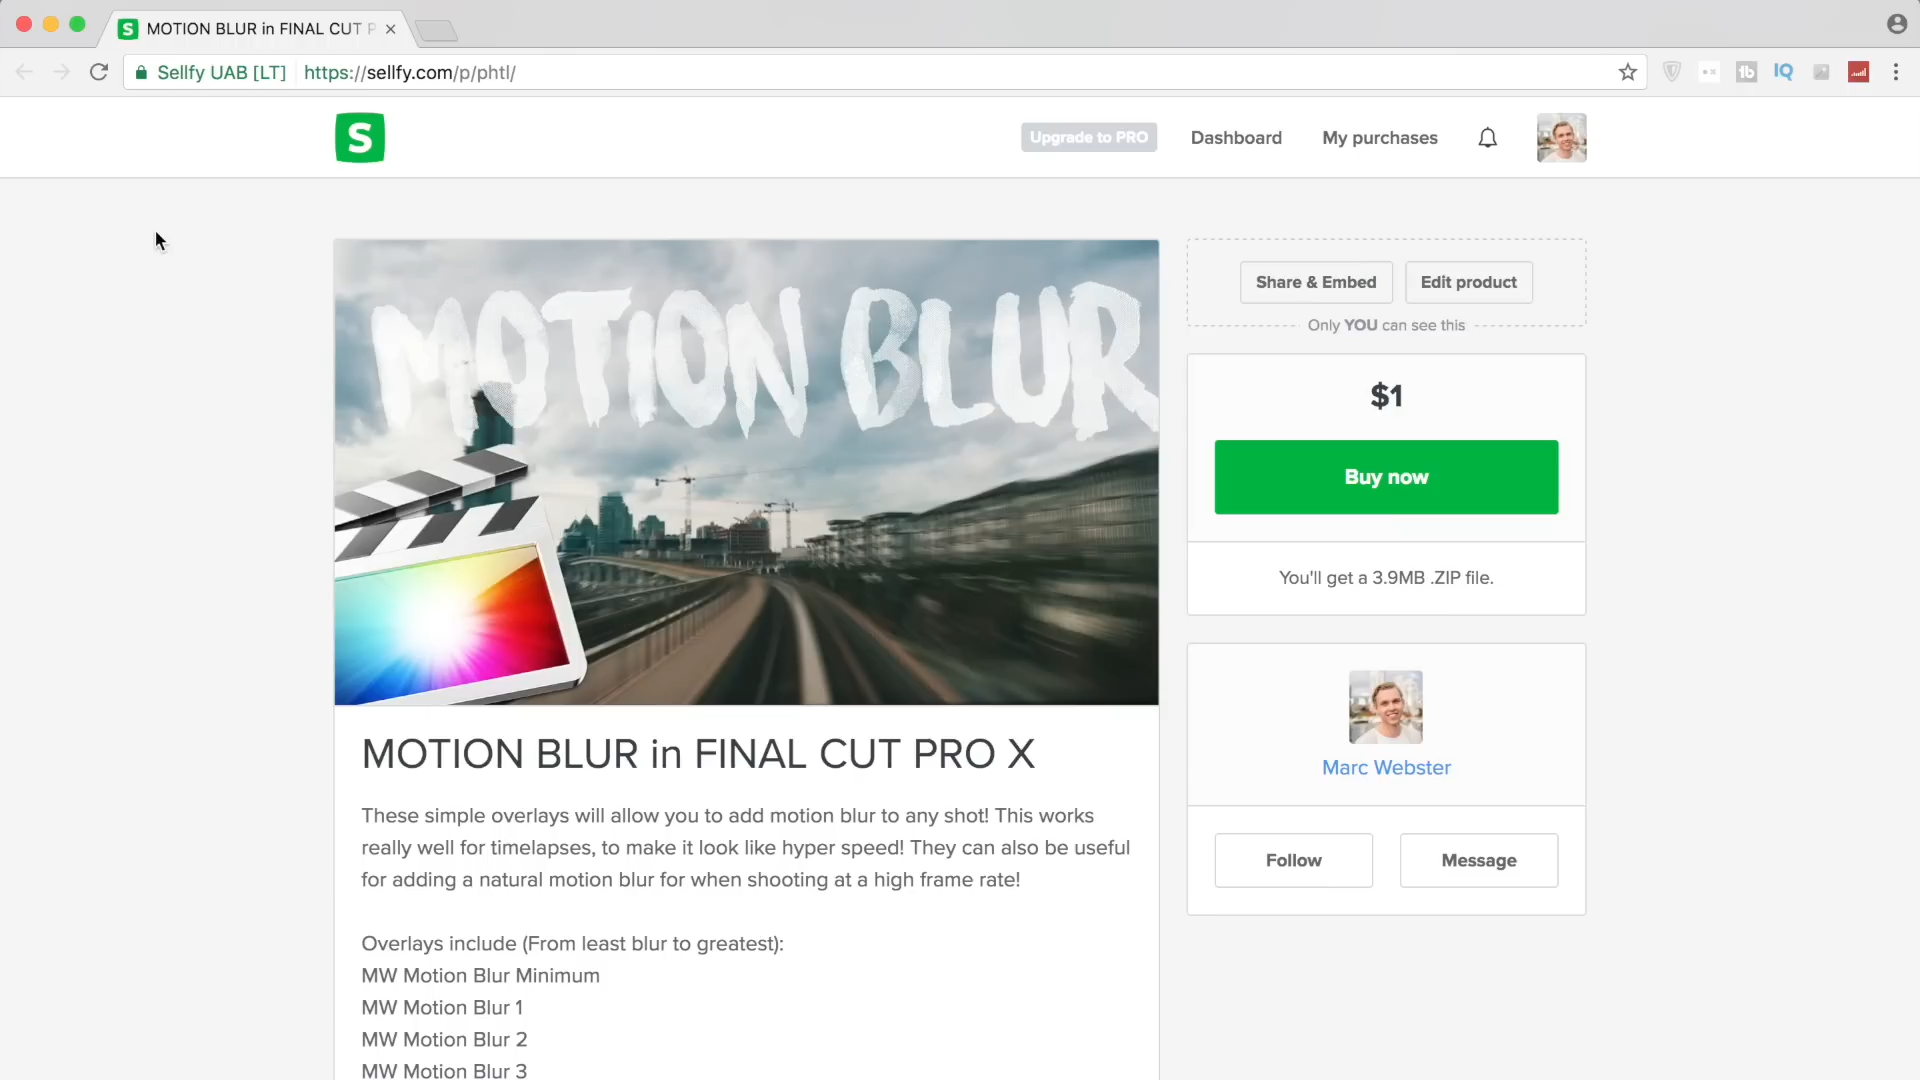 MOTION BLUR in FINAL CUT P
Sellfy UAB [LT] https://sellfy.com/p/phtl/
tb IQ
S Upgrade to PRO Dashboard My purchases
MOTION BLUR
Share & Embed Edit product
Only YOU can see this
$1
Buy now
You'll get a 3.9MB .ZIP file.
Marc Webster
Follow Message
MOTION BLUR in FINAL CUT PRO X
These simple overlays will allow you to add motion blur to any shot! This works
really well for timelapses, to make it look like hyper speed! They can also be useful
for adding a natural motion blur for when shooting at a high frame rate!
Overlays include (From least blur to greatest):
MW Motion Blur Minimum
MW Motion Blur 1
MW Motion Blur 2
MW Motion Blur 3